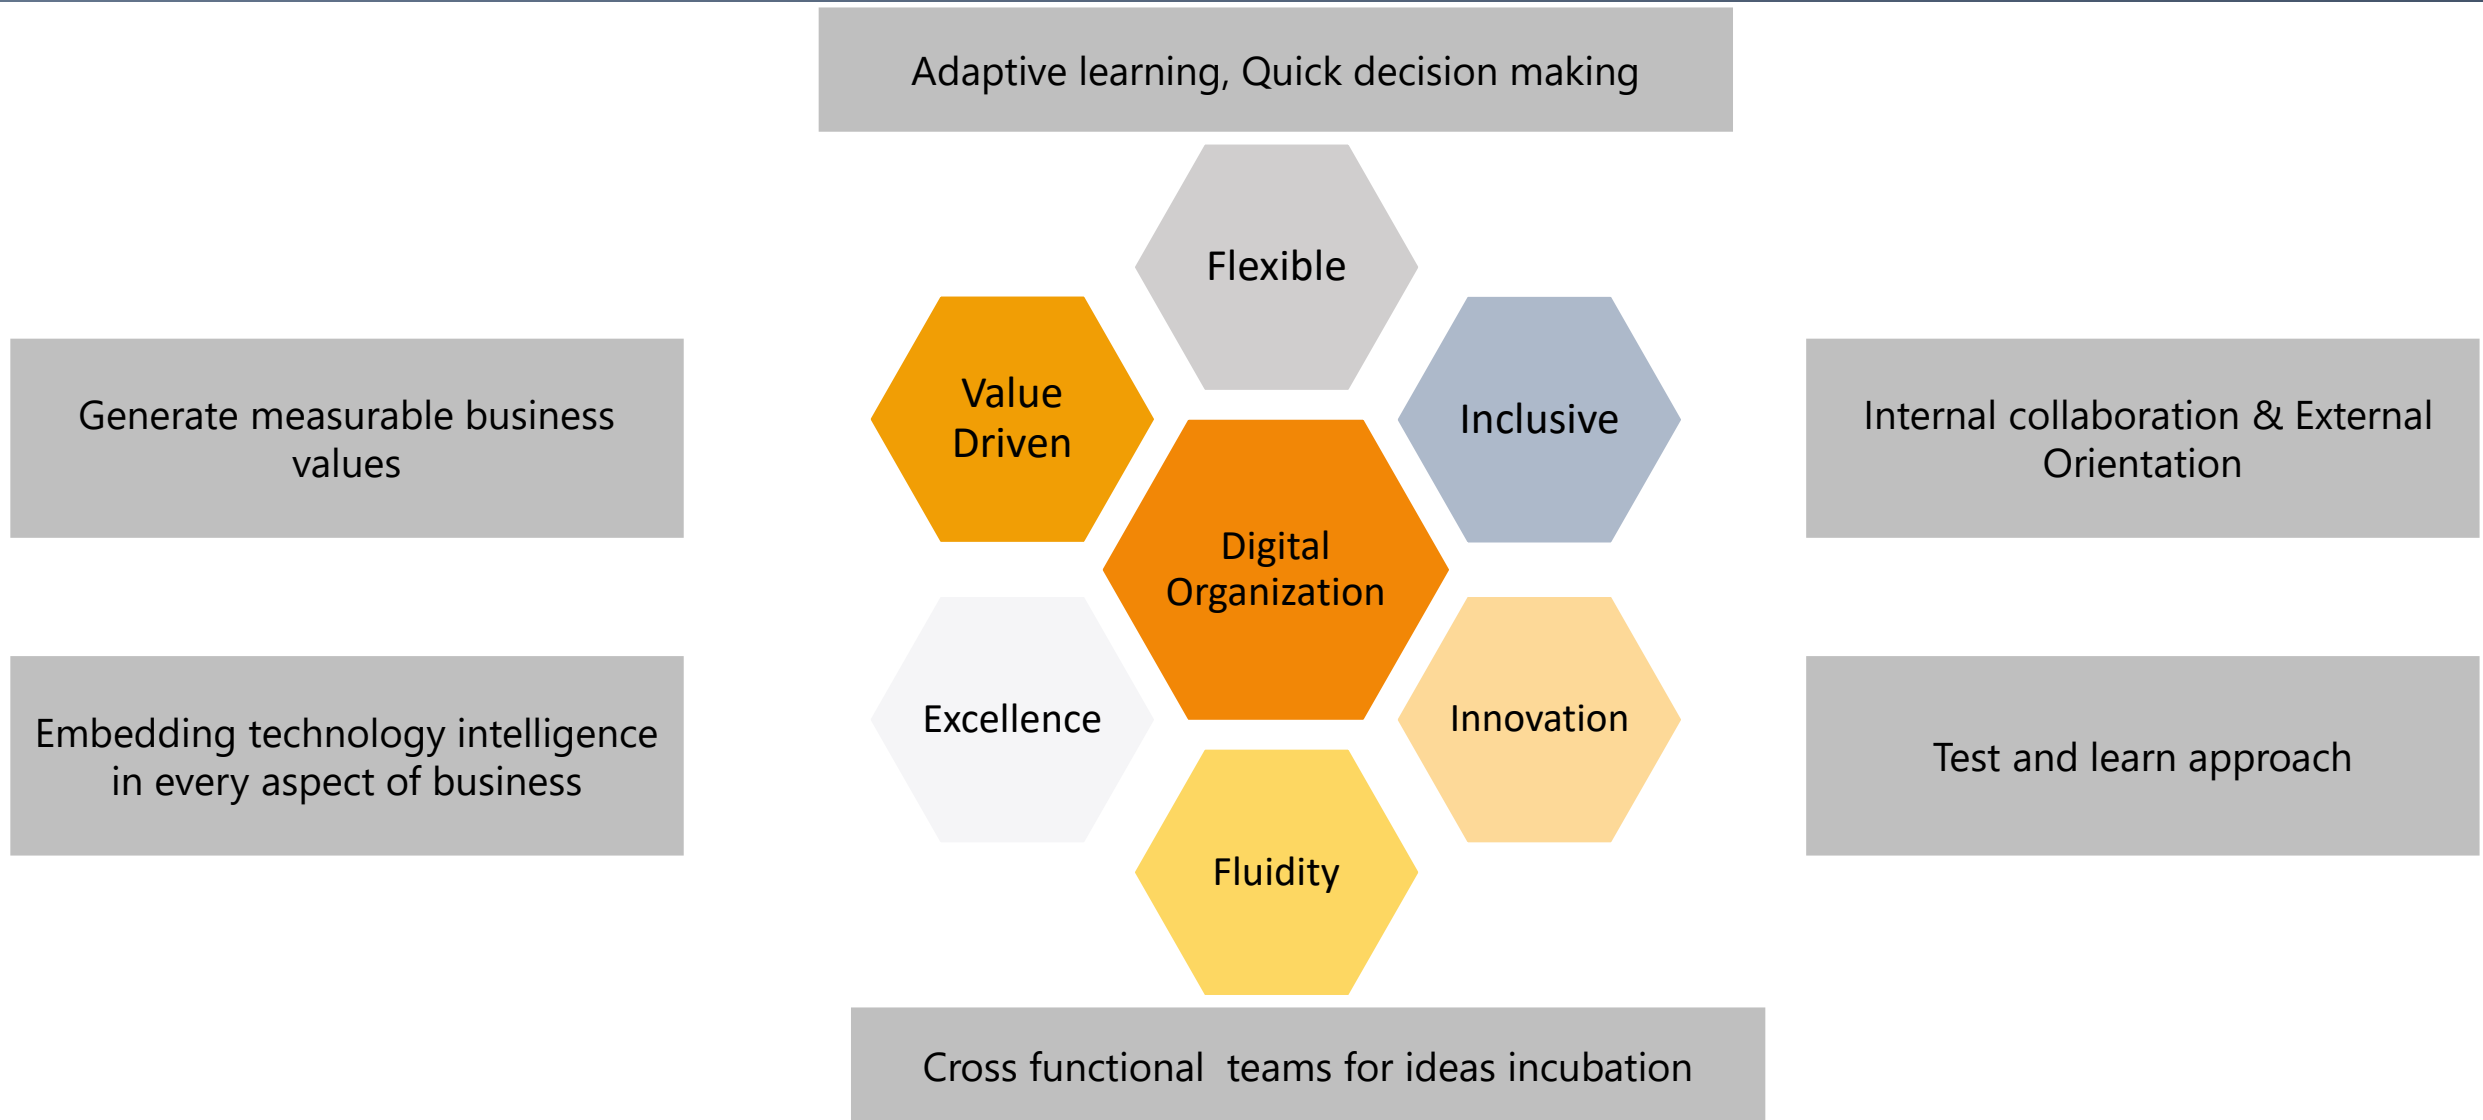 Adaptive learning, Quick decision making
Flexible
Value
Driven
Inclusive
Generate measurable business
values
Internal collaboration & External
Orientation
Digital
Organization
Excellence
Innovation
Embedding technology intelligence
in every aspect of business
Test and learn approach
Fluidity
Cross functional  teams for ideas incubation